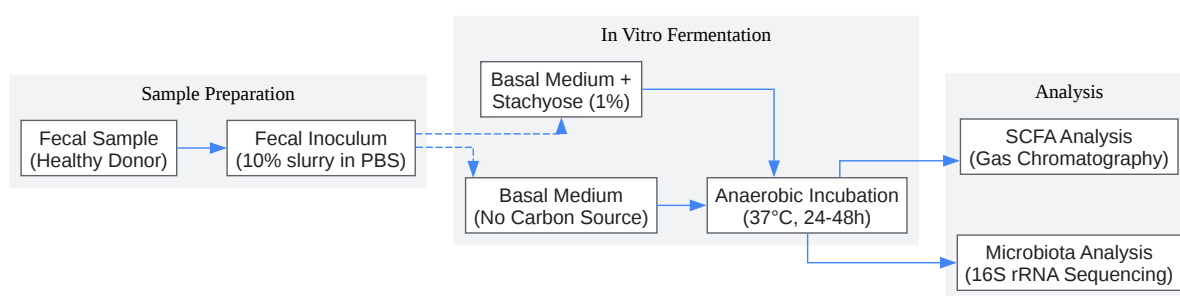 Sample Preparation
Fecal Sample
(Healthy Donor)
Fecal Inoculum
(10% slurry in PBS)
In Vitro Fermentation
Basal Medium +
Stachyose (1%)
Basal Medium
(No Carbon Source)
Anaerobic Incubation
(37°C, 24-48h)
Analysis
SCFA Analysis
(Gas Chromatography)
Microbiota Analysis
(16S rRNA Sequencing)